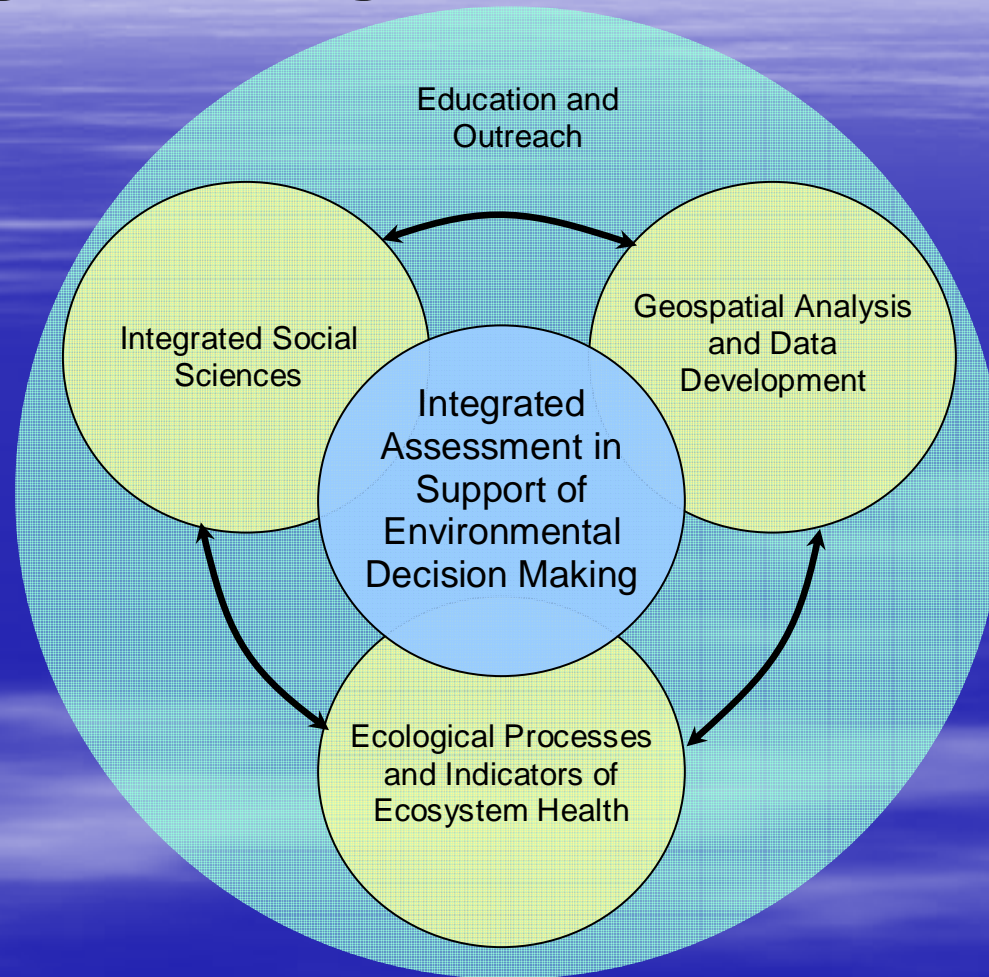 Education and
Outreach
Integrated Social
Sciences
Geospatial Analysis
and Data
Development
Integrated
Assessment in
Support of
Environmental
Decision Making
Ecological Processes
and Indicators of
Ecosystem Health